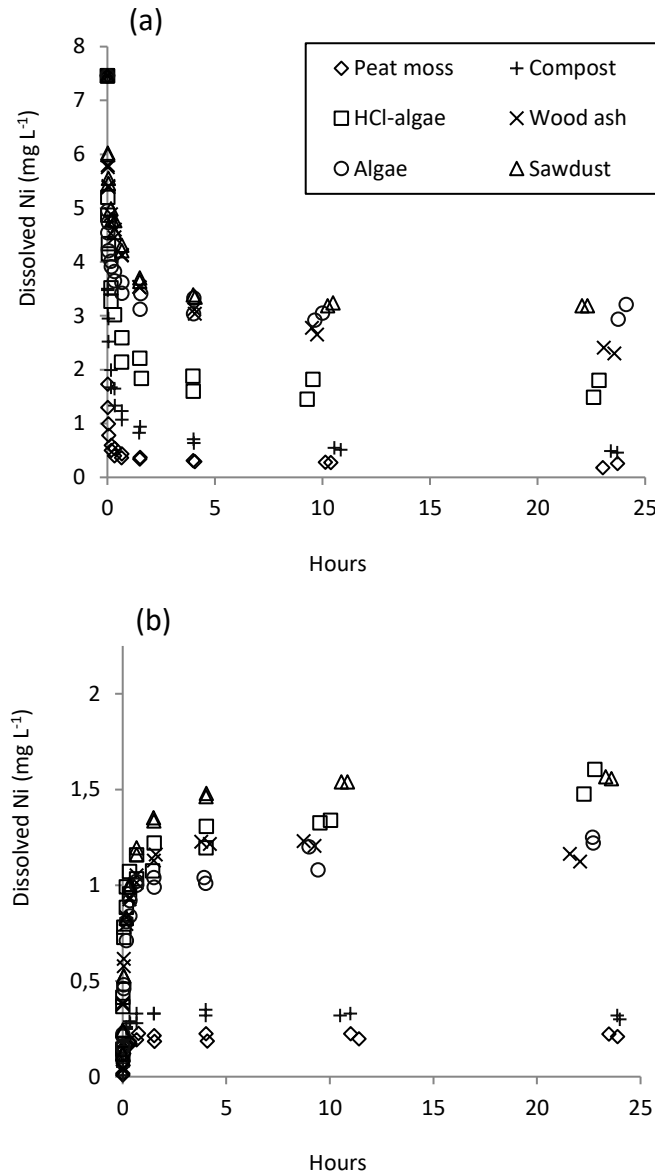 (a)
8
7
6
5
4
3
2
1
0
Dissolved Ni (mg L-1)
Peat moss
Compost
HCl-algae
Wood ash
Algae
Sawdust
0
5
10
15
20
25
Hours
(b)
2
1,5
1
0,5
0
Dissolved Ni (mg L-1)
0
5
10
15
20
25
Hours